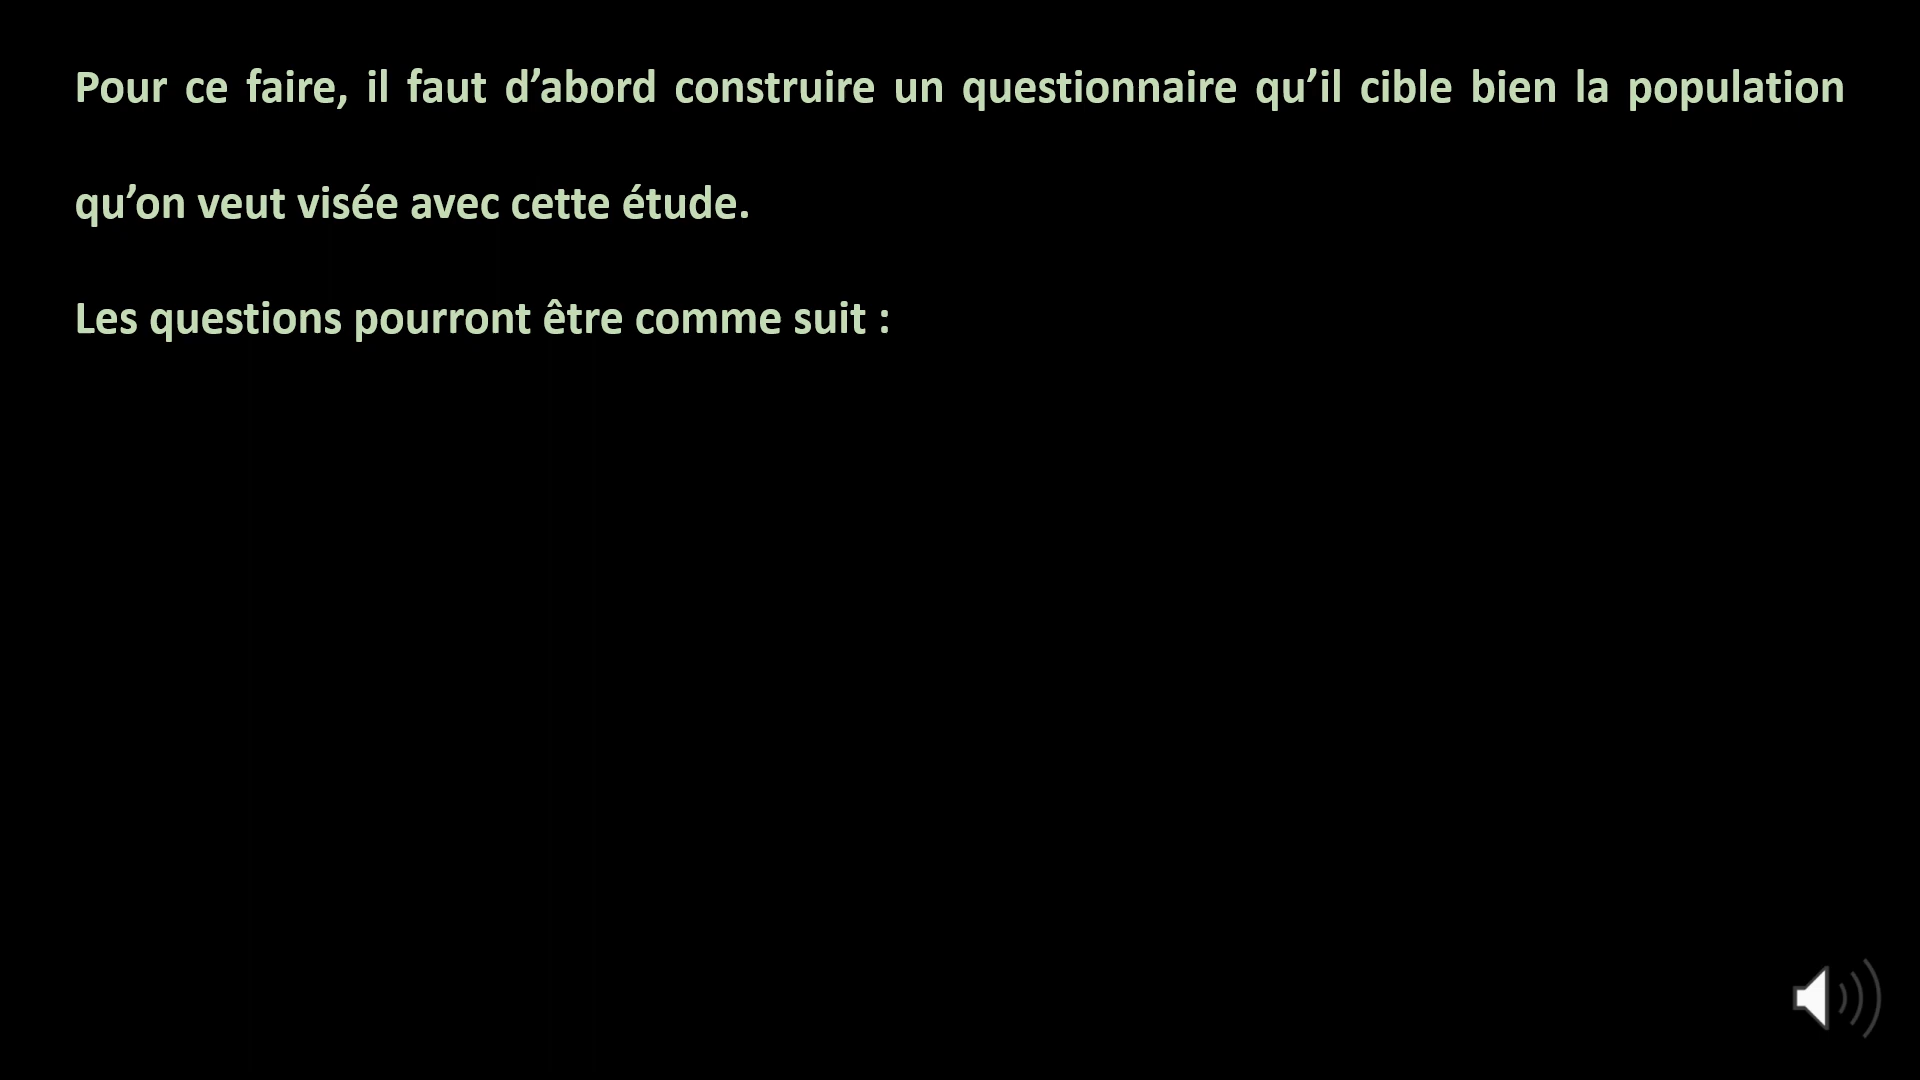 Pour ce faire, il faut d’abord construire un questionnaire qu’il cible bien la population
qu’on veut visée avec cette étude.
Les questions pourront être comme suit :